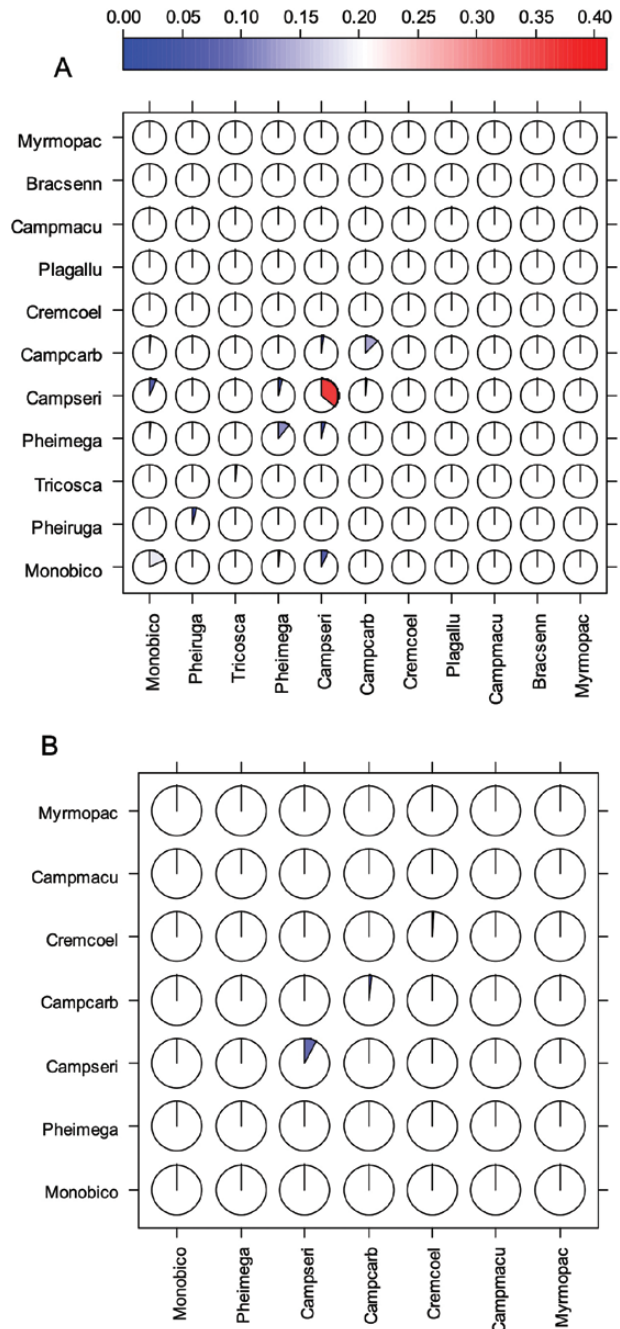 0.00 0.05 0.10 0.15 0.20 0.25 0.30 0.35 0.40
A
Myrmopac
Bracsenn
Campmacu
Plagallu
Cremcoel
Campcarb
Campseri
Pheimega
Tricosca
Pheiruga
Monobico
Monobico Pheiruga Tricosca Pheimega Campseri Campcarb Cremcoel Plagallu Campmacu Bracsenn Myrmopac
B
Myrmopac
Campmacu
Cremcoel
Campcarb
Campseri
Pheimega
Monobico
Monobico Pheimega Campseri Campcarb Cremcoel Campmacu Myrmopac